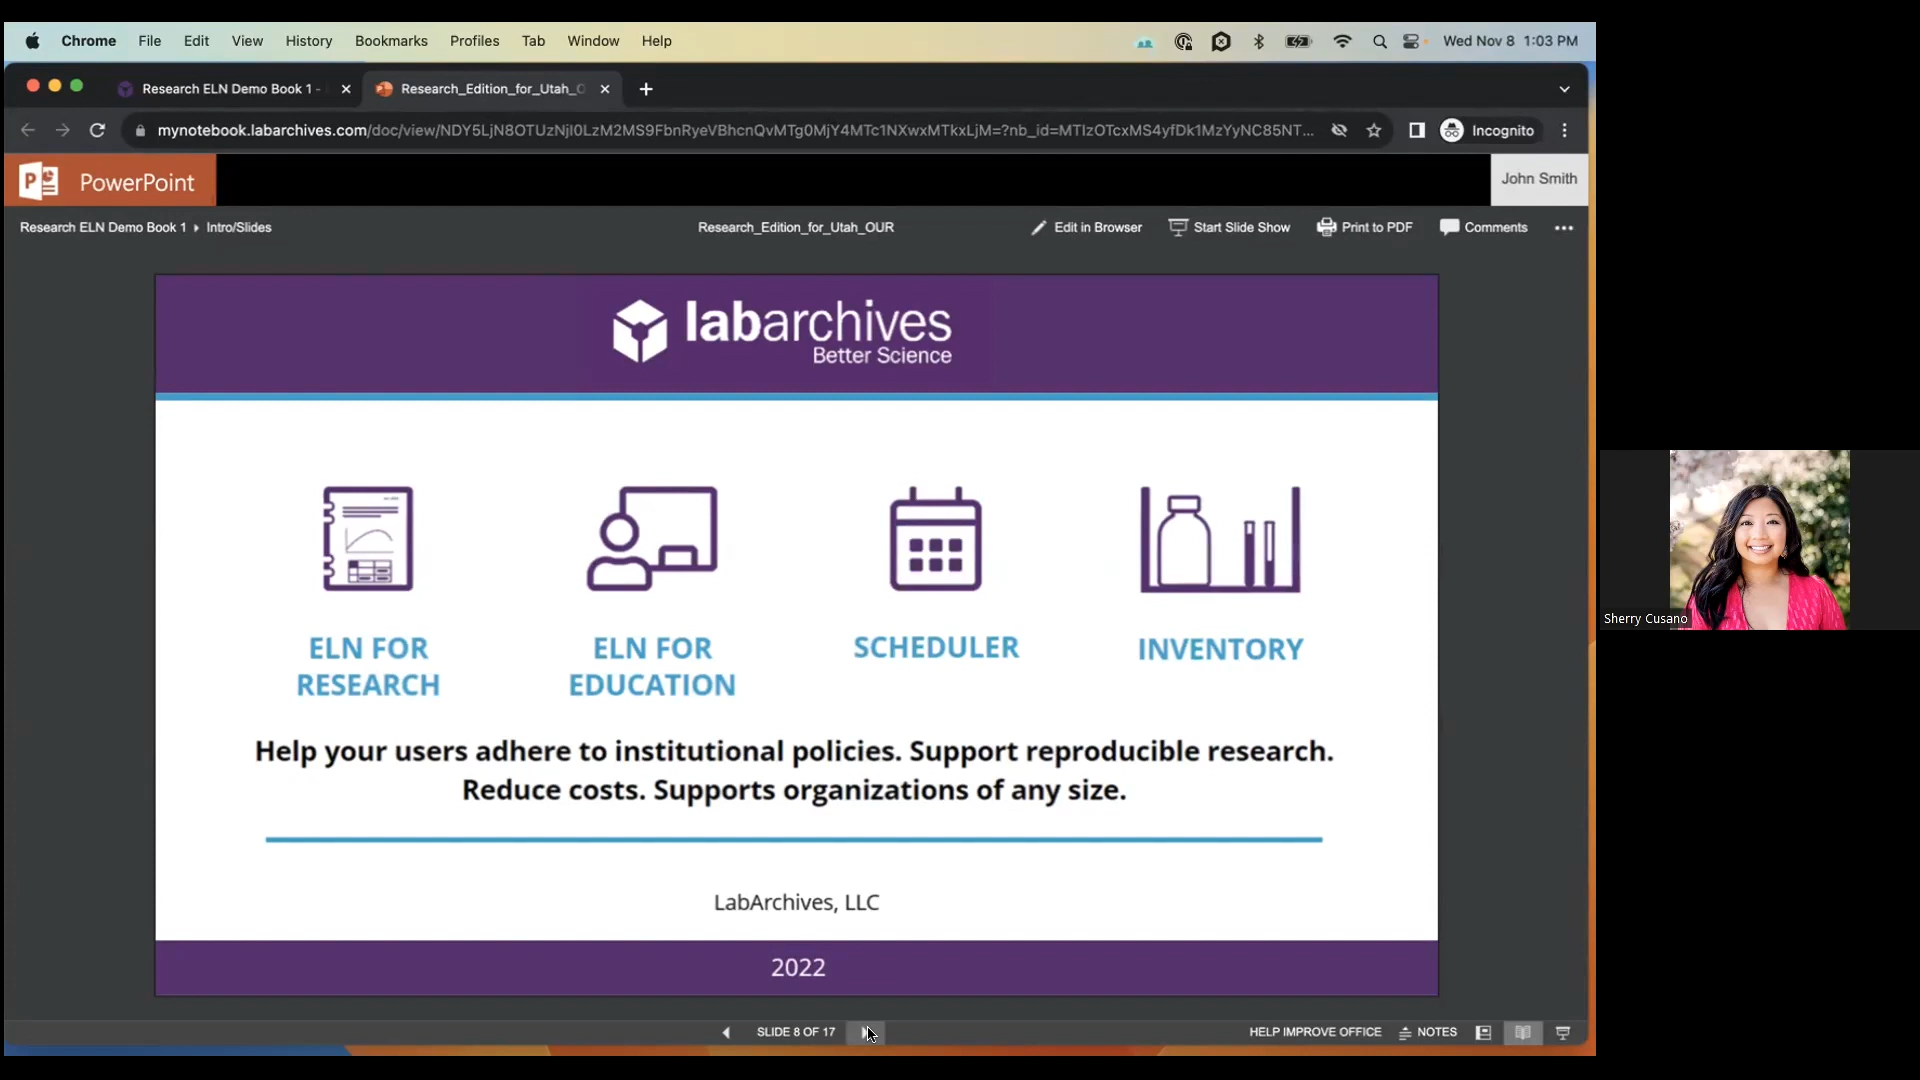 Chrome File Edit View History Bookmarks Profiles Tab Window Help Wed Nov 8 1:03 PM
Research ELN Demo Book 1 - Research_Edition_for_Utah_O
mynotebook.labarchives.com/doc/view/NDY5LjN8OTUzNjI0LzM2MS9FbnRyeVBhcnQvMTg0MjY4MTc1NXwxMTkxLjM=?nb_id=MTIzOTcxMS4yfDk1MzYyNC85NT... Incognito
PowerPoint John Smith
Research ELN Demo Book 1 Intro/Slides Research_Edition_for_Utah_OUR Edit in Browser Start Slide Show Print to PDF Comments
labarchives
Better Science
ELN FOR
RESEARCH
ELN FOR
EDUCATION
SCHEDULER
INVENTORY
Help your users adhere to institutional policies. Support reproducible research.
Reduce costs. Supports organizations of any size.
LabArchives, LLC
2022
SLIDE 8 OF 17 HELP IMPROVE OFFICE NOTES
Sherry Cusano